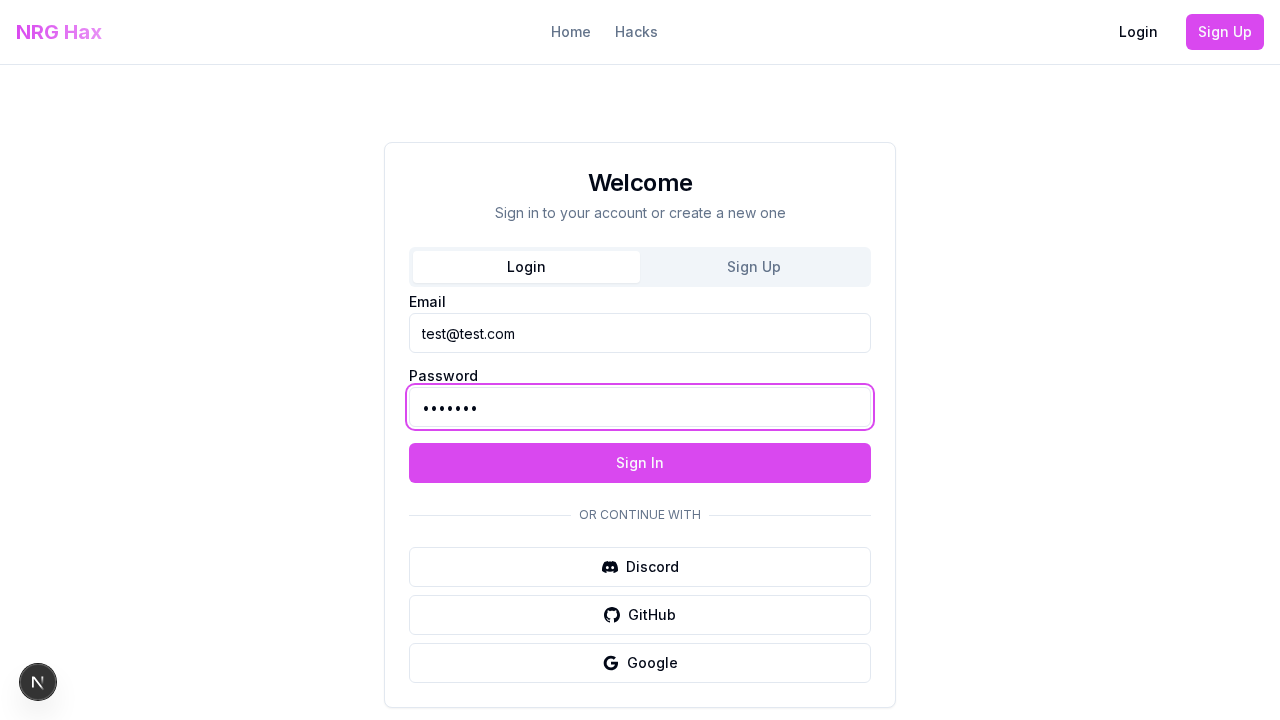 NRG Hax
Home
Hacks
Login
Sign Up
Welcome
Sign in to your account or create a new one
Login
Sign Up
Email
test@test.com
Password
•••••••
Sign In
OR CONTINUE WITH
Discord
GitHub
Google
N